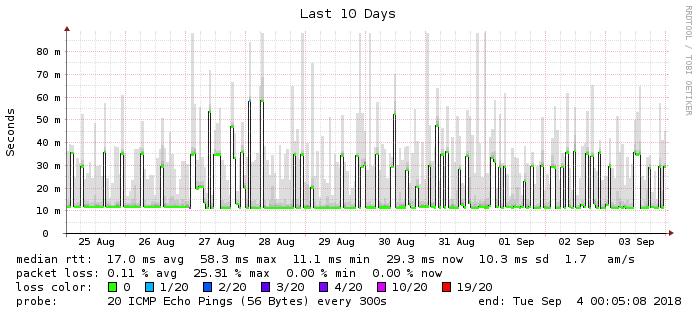 Last 10 Days
RRDTOOL / TOBI OETIKER
Seconds
80 m
70 m
60 m
50 m
40 m
30 m
20 m
10 m
0
25 Aug 26 Aug 27 Aug 28 Aug 29 Aug 30 Aug 31 Aug 01 Sep 02 Sep 03 Sep
median rtt: 17.0 ms avg 58.3 ms max 11.1 ms min 29.3 ms now 10.3 ms sd 1.7 am/s
packet loss: 0.11 % avg 25.31 % max 0.00 % min 0.00 % now
loss color: 0 1/20 2/20 3/20 4/20 10/20 19/20
probe: 20 ICMP Echo Pings (56 Bytes) every 300s end: Tue Sep 4 00:05:08 2018